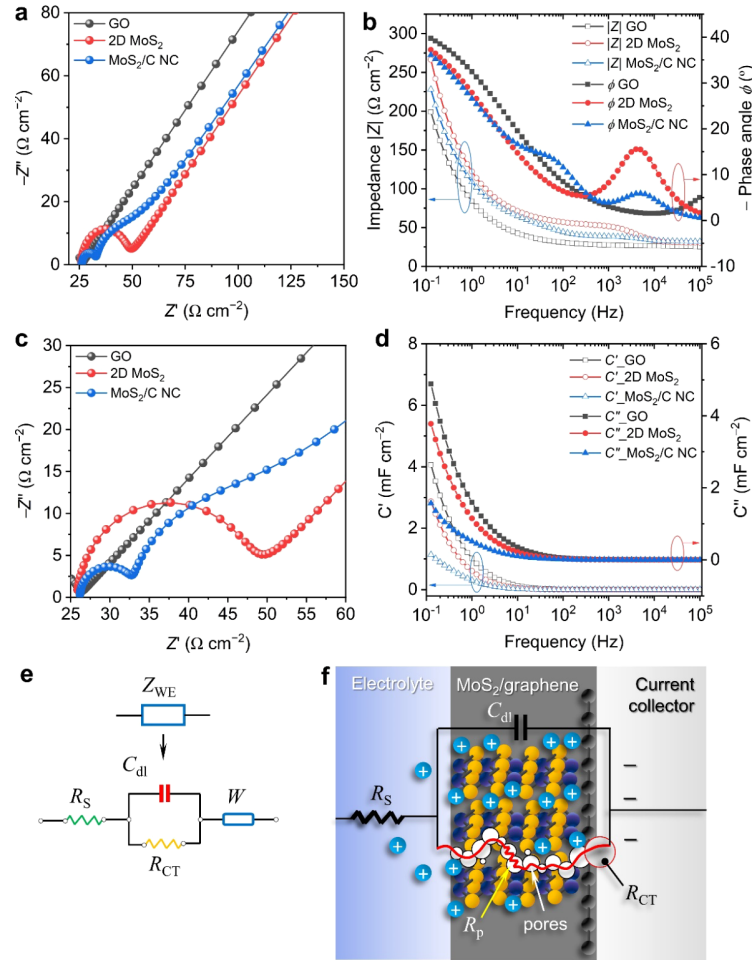 a
GO
2D MoS₂
MoS₂/C NC
80
60
40
20
0
−Z″ (Ω cm⁻²)
25 50 75 100 125 150
Z′ (Ω cm⁻²)
b
|Z| GO
|Z| 2D MoS₂
|Z| MoS₂/C NC
ϕ GO
ϕ 2D MoS₂
ϕ MoS₂/C NC
300
250
200
150
100
50
0
Impedance |Z| (Ω cm⁻²)
40
30
20
10
0
-10
− Phase angle ϕ (°)
10⁻¹ 10⁰ 10¹ 10² 10³ 10⁴ 10⁵
Frequency (Hz)
c
GO
2D MoS₂
MoS₂/C NC
30
25
20
15
10
5
0
−Z″ (Ω cm⁻²)
25 30 35 40 45 50 55 60
Z′ (Ω cm⁻²)
d
C′_GO
C′_2D MoS₂
C′_MoS₂/C NC
C″_GO
C″_2D MoS₂
C″_MoS₂/C NC
8
6
4
2
0
C′ (mF cm⁻²)
6
4
2
0
-2
C″ (mF cm⁻²)
10⁻¹ 10⁰ 10¹ 10² 10³ 10⁴ 10⁵
Frequency (Hz)
e
Z_WE
C_dl
R_S
W
R_CT
f
Electrolyte
MoS₂/graphene
Current
collector
C_dl
R_S
R_p
pores
R_CT